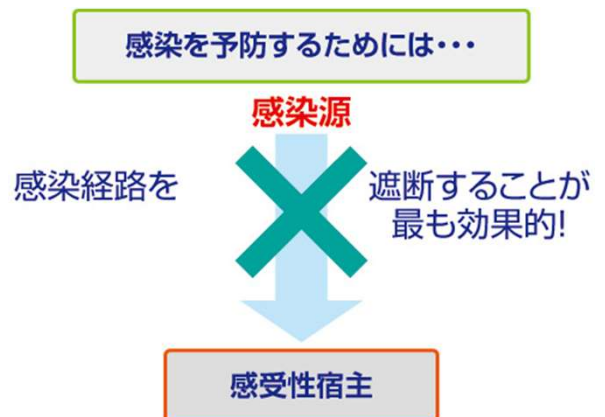 感染を予防するためには・・・
感染源
感染経路を
遮断することが
最も効果的!
感受性宿主